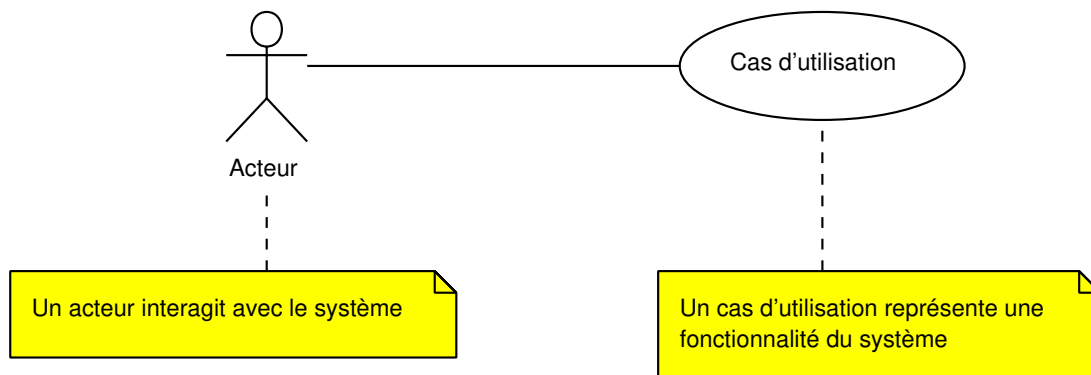 Cas d'utilisation
Acteur
Un acteur interagit avec le système
Un cas d'utilisation représente une
fonctionnalité du système